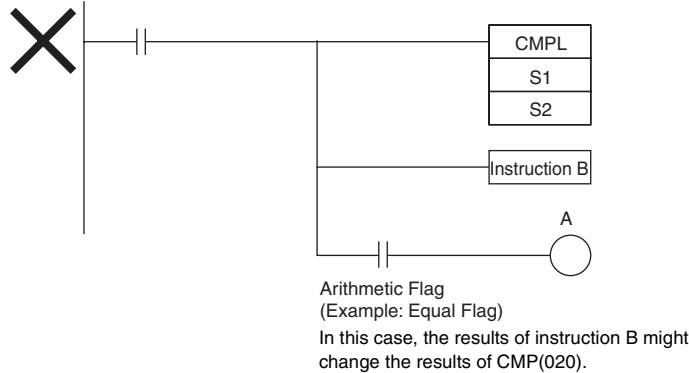 CMPL
S1
S2
Instruction B
A
Arithmetic Flag
(Example: Equal Flag)
In this case, the results of instruction B might
change the results of CMP(020).